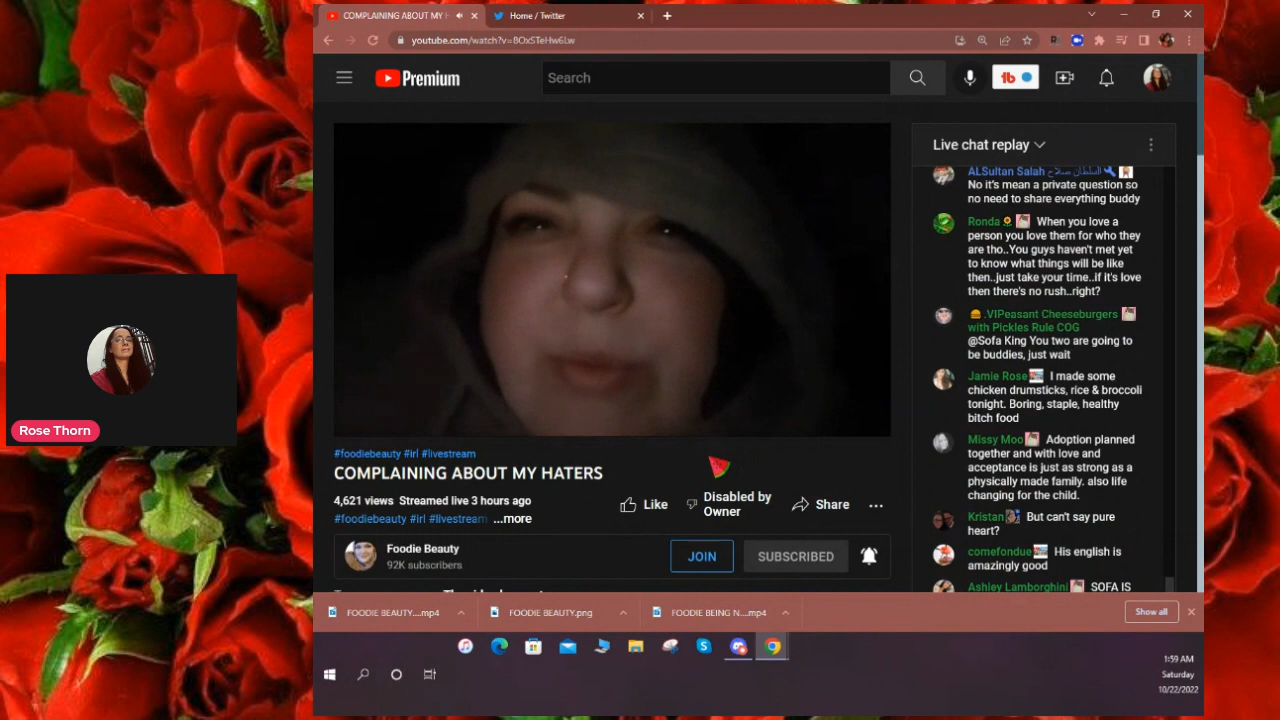 COMPLAINING ABOUT MY H
Home / Twitter
youtube.com/watch?v=8OxSTeHw6Lw
Premium
Search
Live chat replay
ALSultan Salah السلطان صلاح
No it's mean a private question so
no need to share everything buddy
Ronda When you love a
person you love them for who they
are tho..You guys haven't met yet
to know what things will be like
then..just take your time..if it's love
then there's no rush..right?
.VIPeasant Cheeseburgers
with Pickles Rule COG
@Sofa King You two are going to
be buddies, just wait
Jamie Rose I made some
chicken drumsticks, rice & broccoli
tonight. Boring, staple, healthy
bitch food
Missy Moo Adoption planned
together and with love and
acceptance is just as strong as a
physically made family. also life
changing for the child.
Kristan But can't say pure
heart?
comefondue His english is
amazingly good
Ashley Lamborghini SOFA IS
Rose Thorn
#foodiebeauty #irl #livestream
COMPLAINING ABOUT MY HATERS
4,621 views Streamed live 3 hours ago
#foodiebeauty #irl #livestream ...more
Like
Disabled by
Owner
Share
Foodie Beauty
92K subscribers
JOIN
SUBSCRIBED
FOODIE BEAUTY....mp4
FOODIE BEAUTY.png
FOODIE BEING N....mp4
Show all
1:59 AM
Saturday
10/22/2022